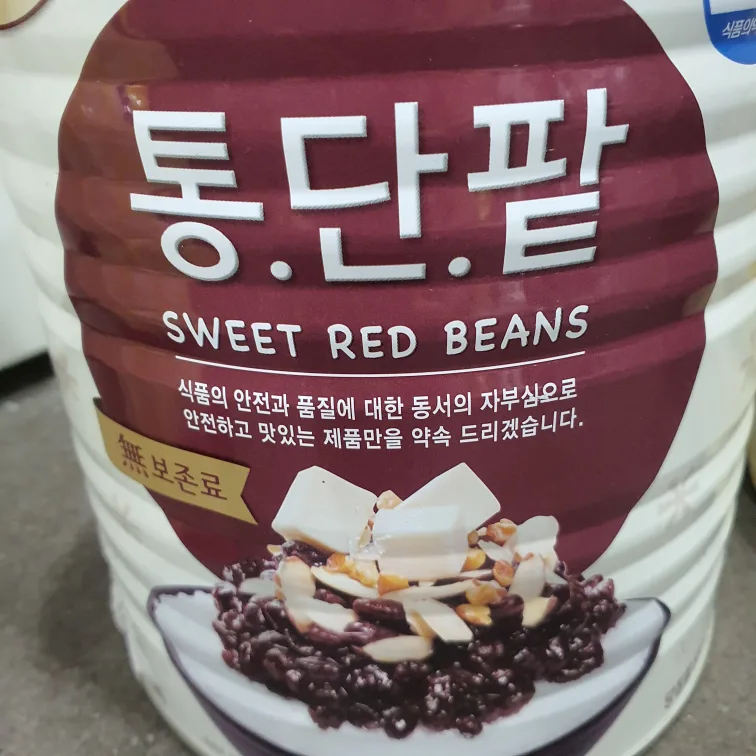 통.단.팥
SWEET RED BEANS
식품의 안전과 품질에 대한 동서의 자부심으로
안전하고 맛있는 제품만을 약속 드리겠습니다.
無보존료